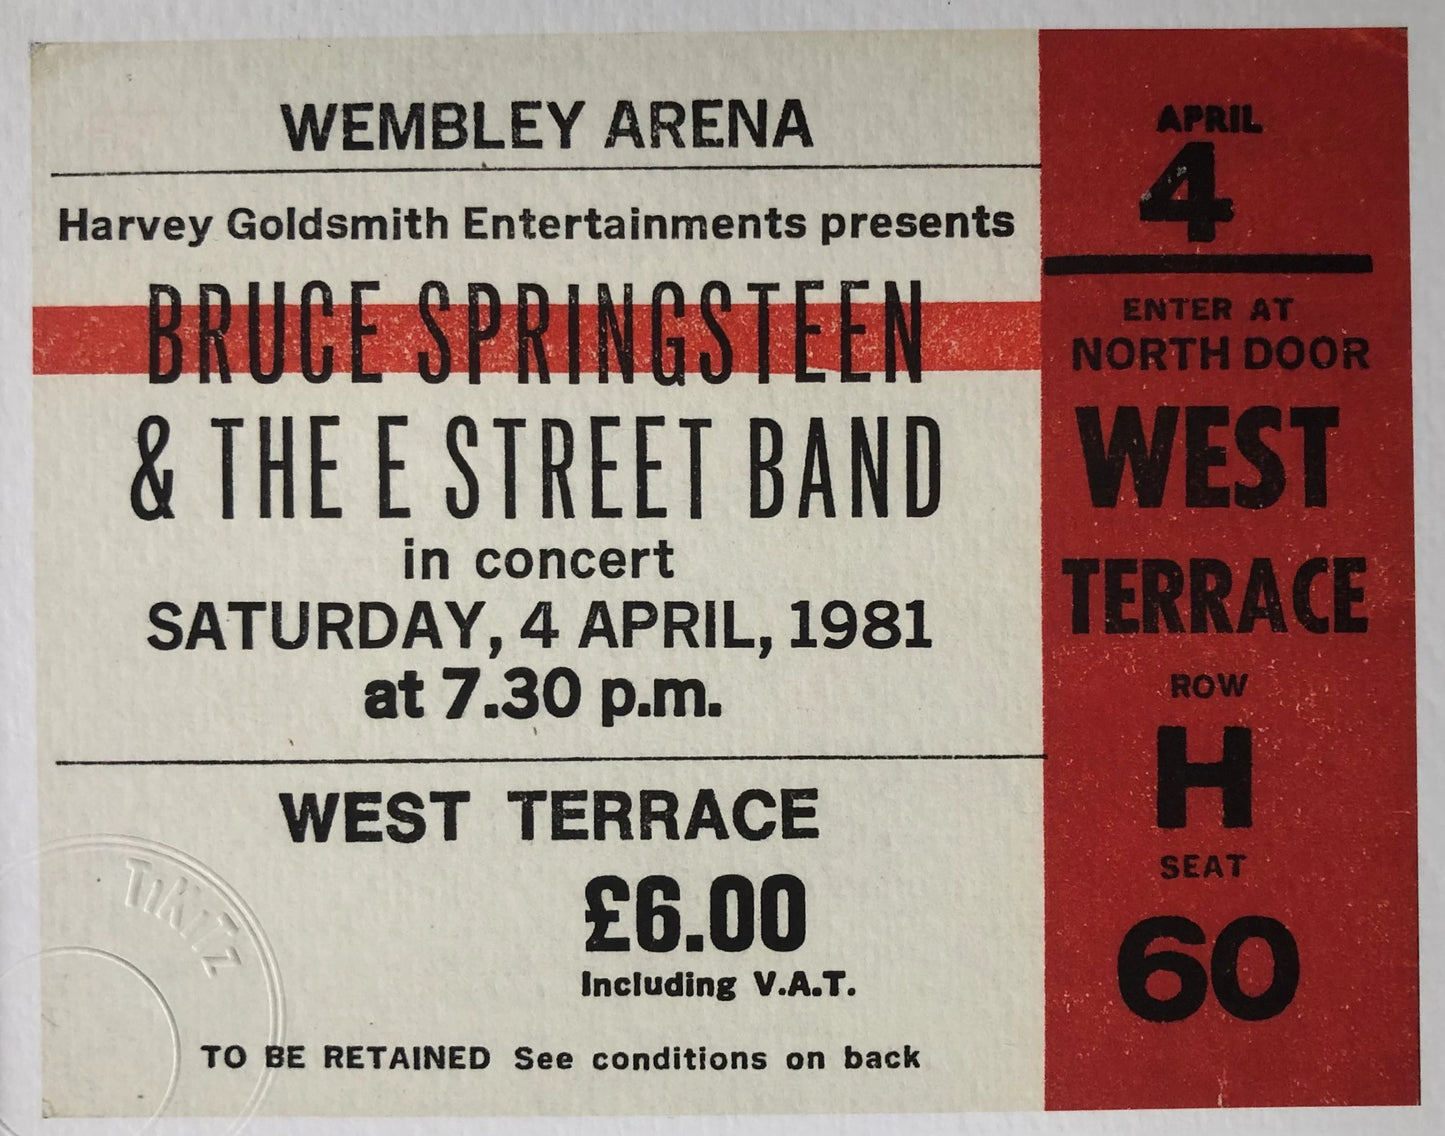 WEMBLEY ARENA
Harvey Goldsmith Entertainments presents
BRUCE SPRINGSTEEN
& THE E STREET BAND
in concert
SATURDAY, 4 APRIL, 1981
at 7.30 p.m.
WEST TERRACE
£6.00
Including V.A.T.
TO BE RETAINED See conditions on back
TIKITZ
APRIL
4
ENTER AT
NORTH DOOR
WEST
TERRACE
ROW
H
SEAT
60